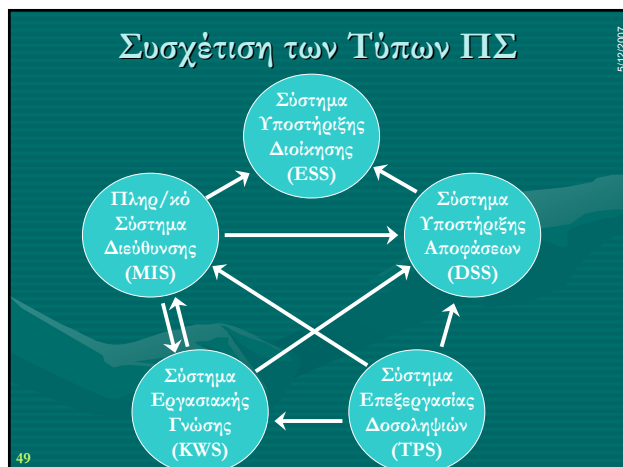 Συσχέτιση των Τύπων ΠΣ
5/12/2007
Σύστημα
Υποστήριξης
Διοίκησης
(ESS)
Πληρ/κό
Σύστημα
Διεύθυνσης
(MIS)
Σύστημα
Υποστήριξης
Αποφάσεων
(DSS)
Σύστημα
Εργασιακής
Γνώσης
(KWS)
Σύστημα
Επεξεργασίας
Δοσοληψιών
(TPS)
49